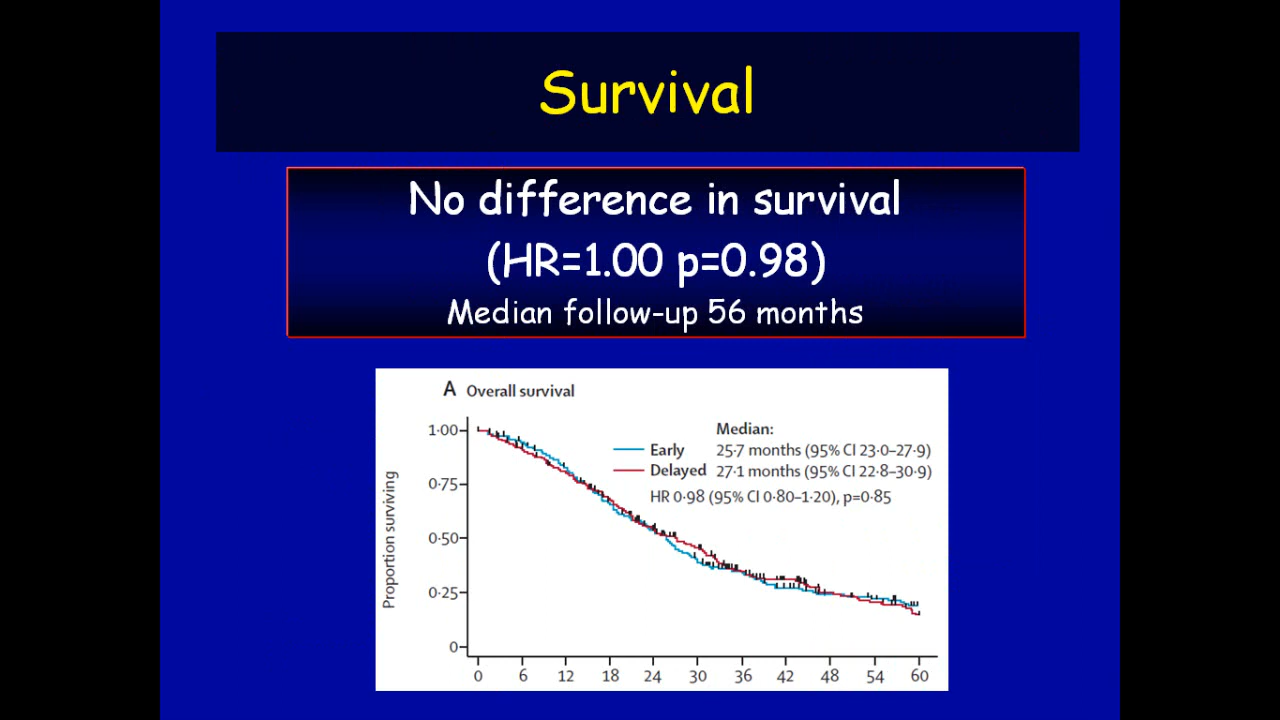 Survival
No difference in survival
(HR=1.00 p=0.98)
Median follow-up 56 months
A Overall survival
Median:
Early 25·7 months (95% CI 23·0–27·9)
Delayed 27·1 months (95% CI 22·8–30·9)
HR 0·98 (95% CI 0·80–1·20), p=0·85
Proportion surviving
1·00
0·75
0·50
0·25
0
0 6 12 18 24 30 36 42 48 54 60